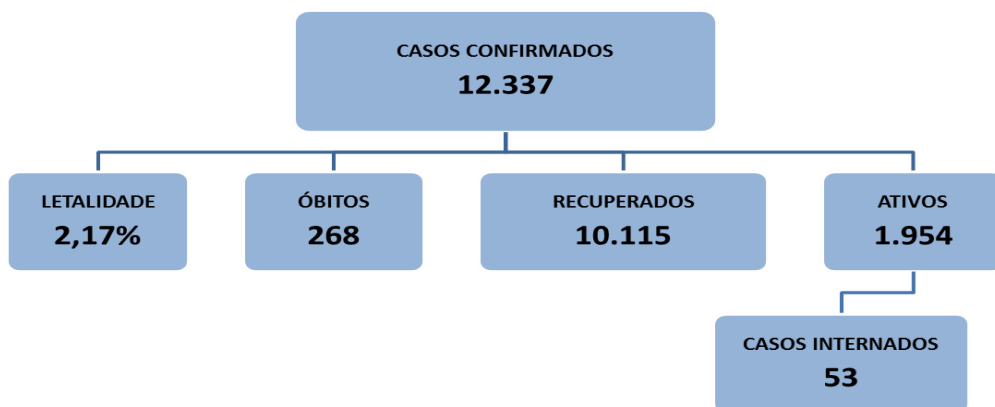 CASOS CONFIRMADOS
12.337
LETALIDADE
2,17%
ÓBITOS
268
RECUPERADOS
10.115
ATIVOS
1.954
CASOS INTERNADOS
53